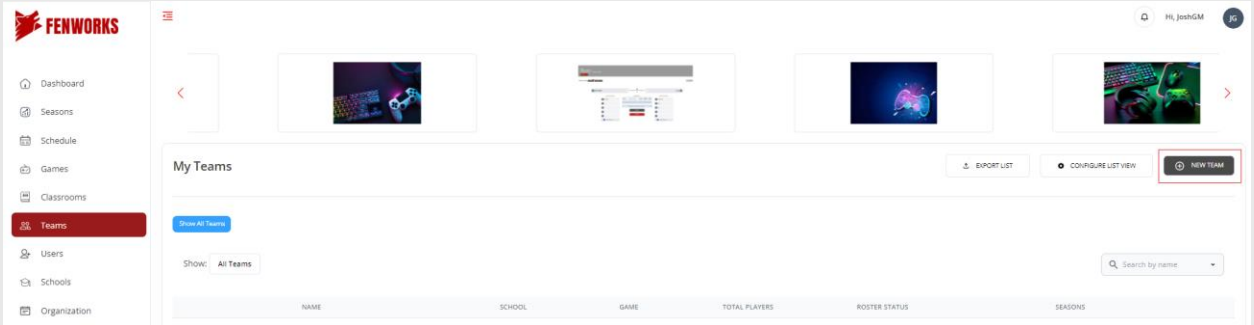 FENWORKS
Hi, JoshGM
JG
Dashboard
Seasons
Schedule
Games
Classrooms
Teams
Users
Schools
Organization
My Teams
EXPORT LIST
CONFIGURE LIST VIEW
NEW TEAM
Show All Teams
Show: All Teams
Search by name
NAME SCHOOL GAME TOTAL PLAYERS ROSTER STATUS SEASONS